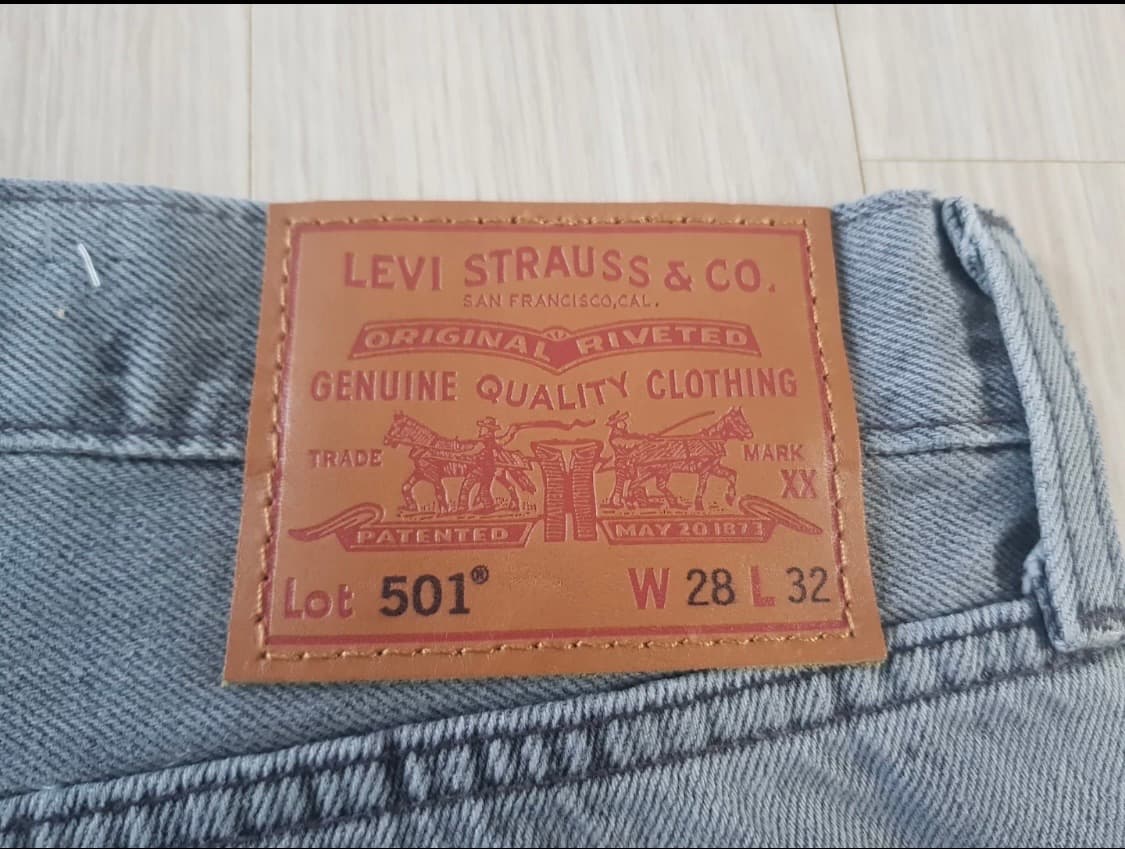 LEVI STRAUSS & CO.
SAN FRANCISCO, CAL.
ORIGINAL RIVETED
GENUINE QUALITY CLOTHING
TRADE MARK
XX
PATENTED MAY 20 1873
Lot 501® W 28 L 32